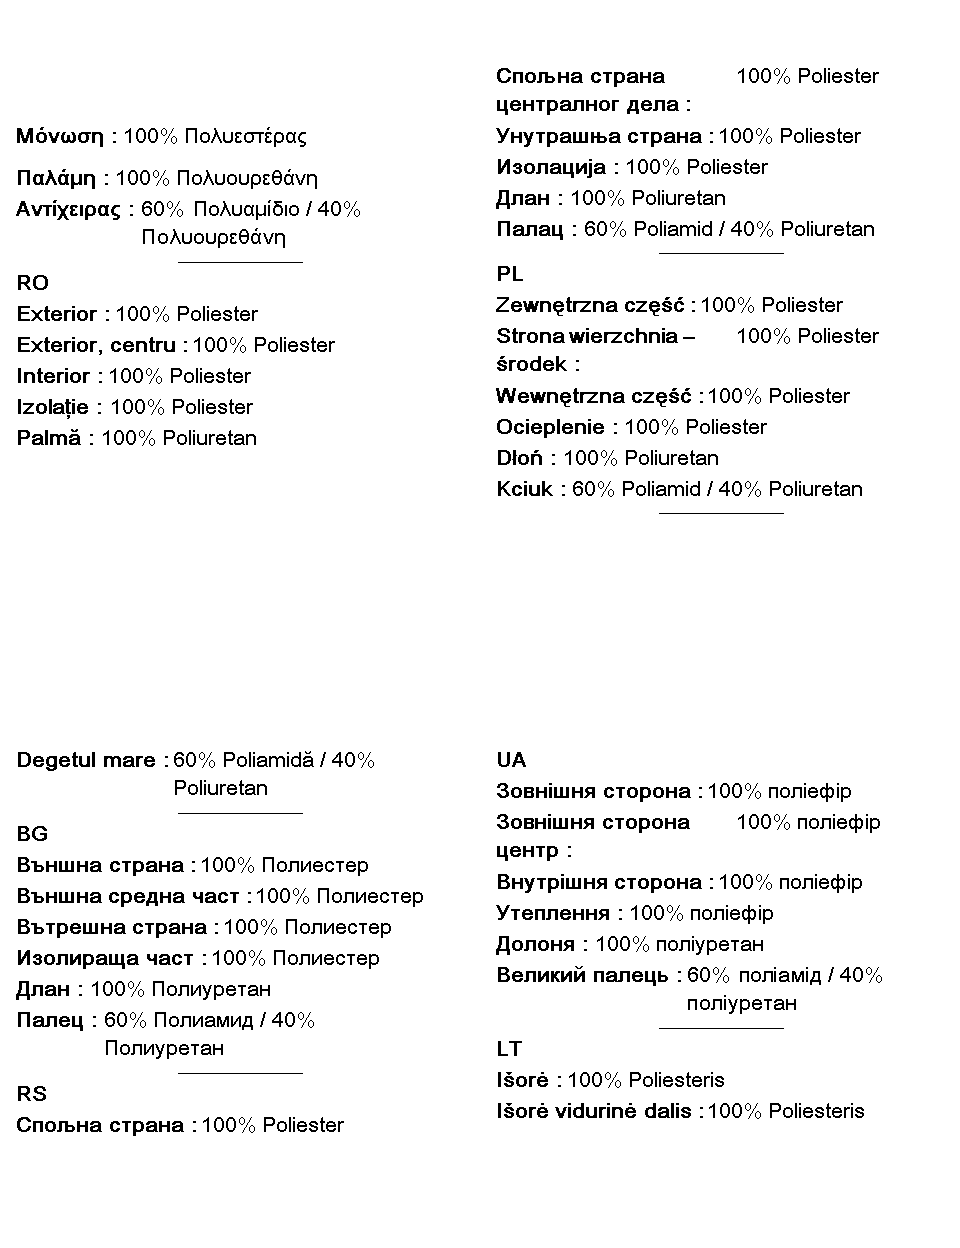 Μόνωση : 100% Πολυεστέρας
Παλάμη : 100% Πολυουρεθάνη
Αντίχειρας : 60% Πολυαμίδιο / 40%
Πολυουρεθάνη
RO
Exterior : 100% Poliester
Exterior, centru : 100% Poliester
Interior : 100% Poliester
Izolație : 100% Poliester
Palmă : 100% Poliuretan
Спољна страна 100% Poliester
централног дела :
Унутрашња страна : 100% Poliester
Изолација : 100% Poliester
Длан : 100% Poliuretan
Палац : 60% Poliamid / 40% Poliuretan
PL
Zewnętrzna część : 100% Poliester
Strona wierzchnia – 100% Poliester
środek :
Wewnętrzna część : 100% Poliester
Ocieplenie : 100% Poliester
Dłoń : 100% Poliuretan
Kciuk : 60% Poliamid / 40% Poliuretan
Degetul mare : 60% Poliamidă / 40%
Poliuretan
BG
Външна страна : 100% Полиестер
Външна средна част : 100% Полиестер
Вътрешна страна : 100% Полиестер
Изолираща част : 100% Полиестер
Длан : 100% Полиуретан
Палец : 60% Полиамид / 40%
Полиуретан
RS
Спољна страна : 100% Poliester
UA
Зовнішня сторона : 100% поліефір
Зовнішня сторона 100% поліефір
центр :
Внутрішня сторона : 100% поліефір
Утеплення : 100% поліефір
Долоня : 100% поліуретан
Великий палець : 60% поліамід / 40%
поліуретан
LT
Išorė : 100% Poliesteris
Išorė vidurinė dalis : 100% Poliesteris